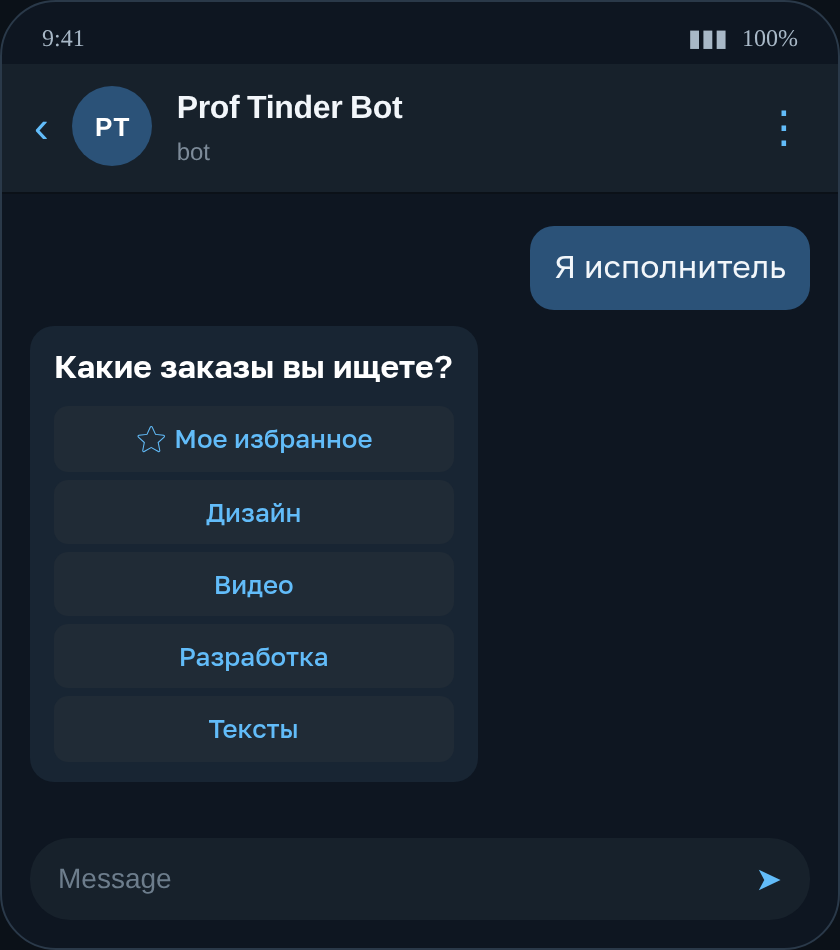 9:41
100%
‹
PT
Prof Tinder Bot
bot
Я исполнитель
Какие заказы вы ищете?
☆ Мое избранное
Дизайн
Видео
Разработка
Тексты
Message